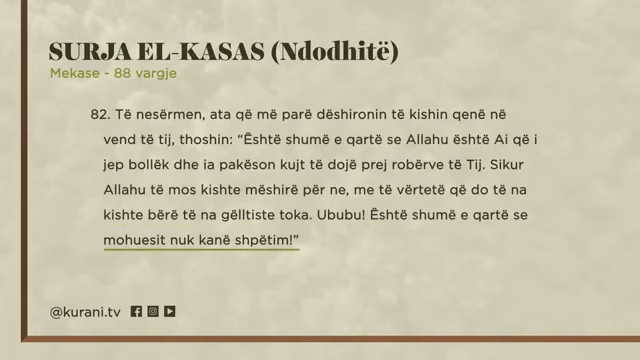 SURJA EL-KASAS (Ndodhitë)
Mekase - 88 vargje
82. Të nesërmen, ata që më parë dëshironin të kishin qenë në
vend të tij, thoshin: “Është shumë e qartë se Allahu është Ai që i
jep bollëk dhe ia pakëson kujt të dojë prej robërve të Tij. Sikur
Allahu të mos kishte mëshirë për ne, me të vërtetë që do të na
kishte bërë të na gëlltiste toka. Ububu! Është shumë e qartë se
mohuesit nuk kanë shpëtim!”
@kurani.tv